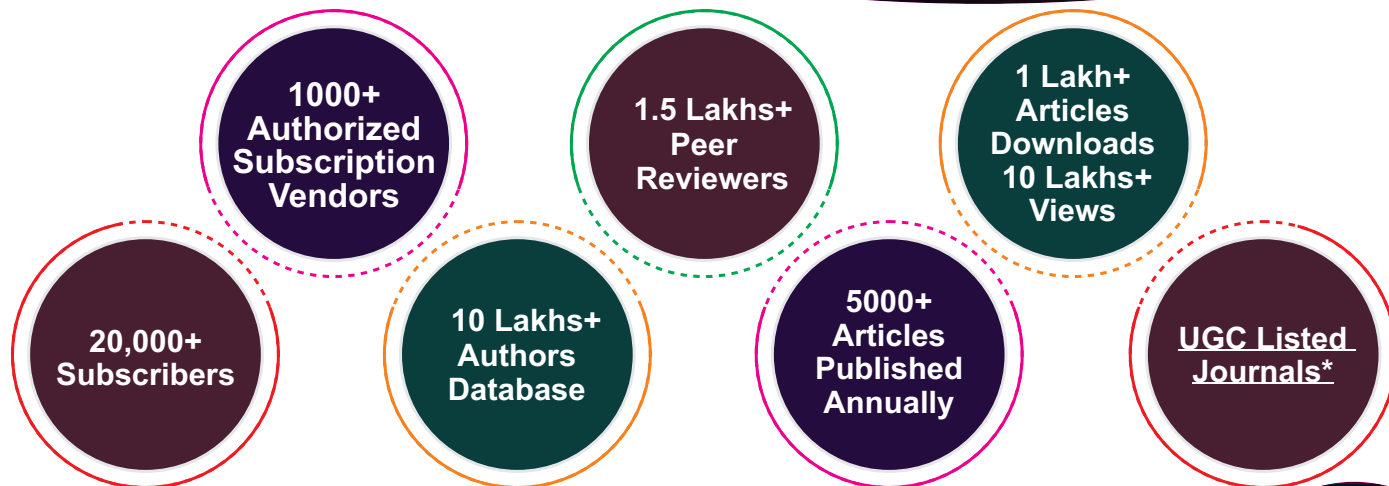 1000+
Authorized
Subscription
Vendors
1.5 Lakhs+
Peer
Reviewers
1 Lakh+
Articles
Downloads
10 Lakhs+
Views
20,000+
Subscribers
10 Lakhs+
Authors
Database
5000+
Articles
Published
Annually
UGC Listed
Journals*